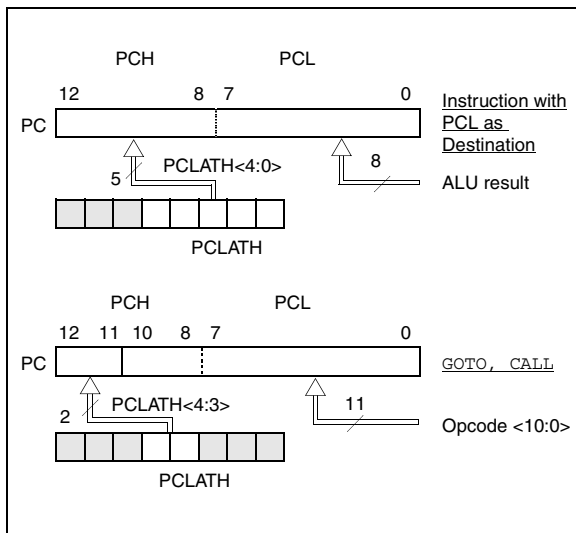 PCH PCL
12 8 7 0
PC
Instruction with
PCL as
Destination
5 PCLATH<4:0>
8
ALU result
PCLATH
PCH PCL
12 11 10 8 7 0
PC
GOTO, CALL
2 PCLATH<4:3>
11
Opcode <10:0>
PCLATH